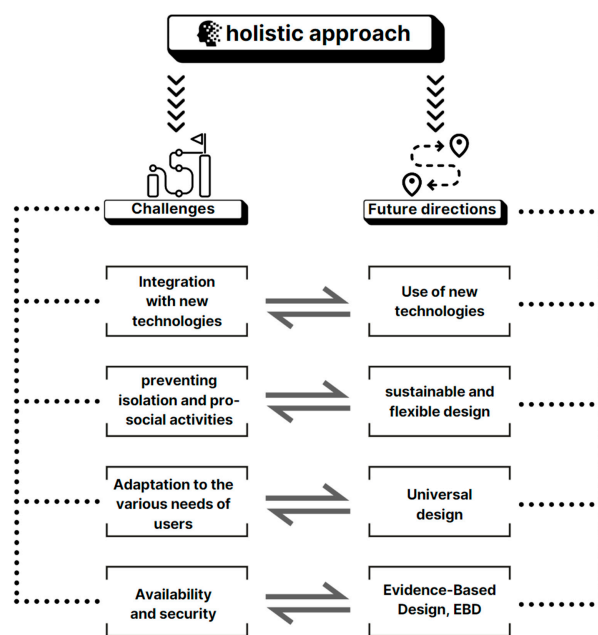 holistic approach
Challenges
Future directions
Integration
with new
technologies
Use of new
technologies
preventing
isolation and pro-
social activities
sustainable and
flexible design
Adaptation to the
various needs of
users
Universal
design
Availability
and security
Evidence-Based
Design, EBD